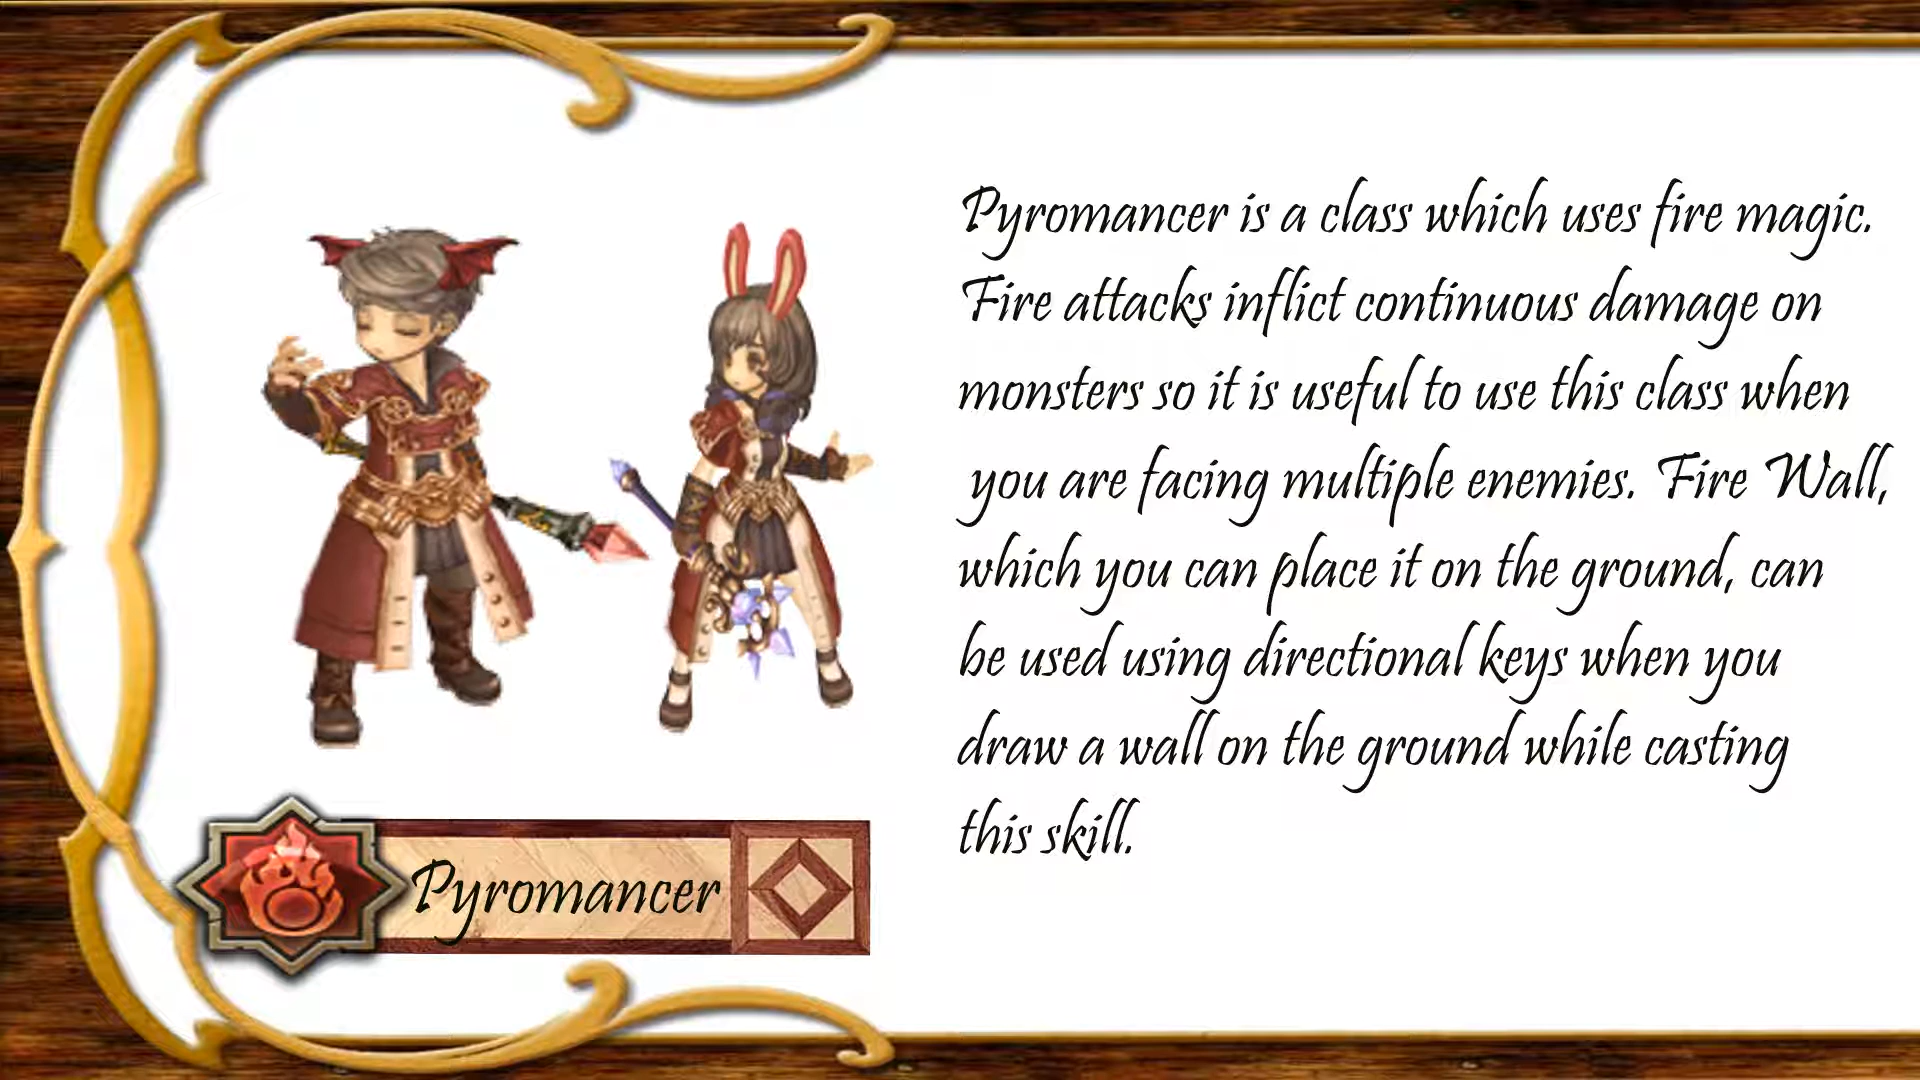 Pyromancer is a class which uses fire magic.
Fire attacks inflict continuous damage on
monsters so it is useful to use this class when
you are facing multiple enemies. Fire Wall,
which you can place it on the ground, can
be used using directional keys when you
draw a wall on the ground while casting
this skill.
Pyromancer